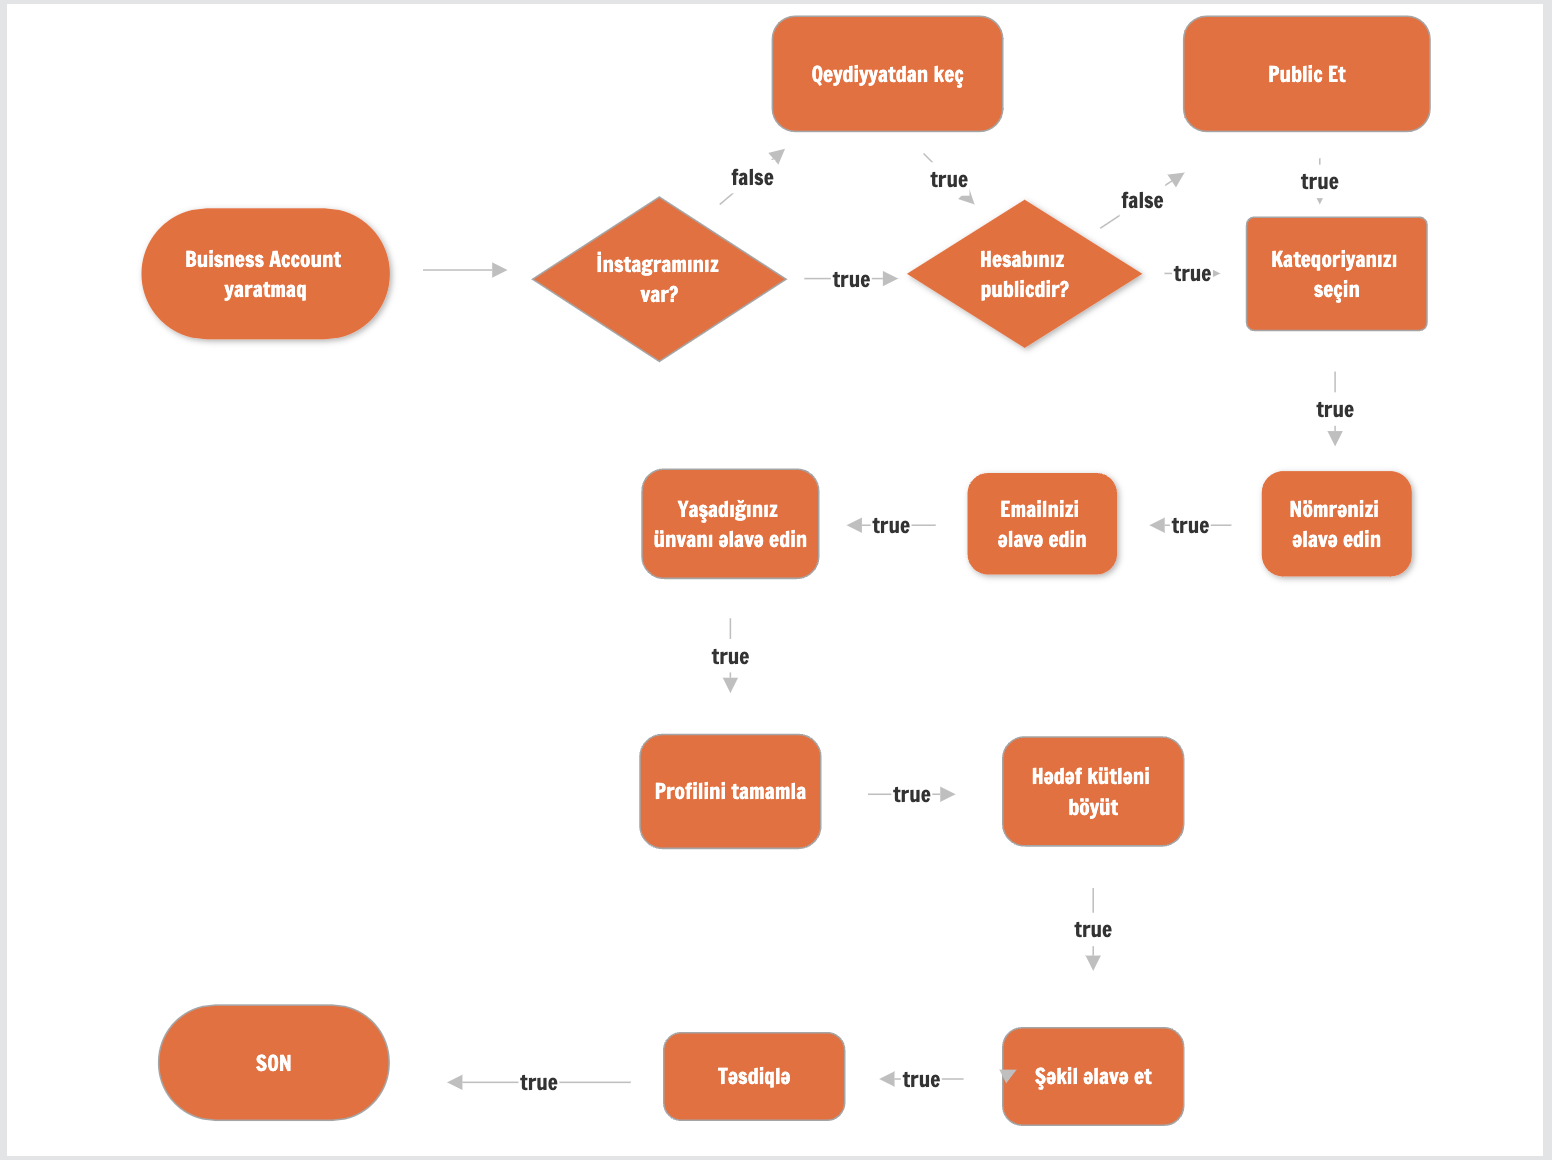 Qeydiyyatdan keç
Public Et
false
true
false
true
Buisness Account
yaratmaq
İnstagramınız
var?
true
Hesabınız
publicdir?
true
Kateqoriyanızı
seçin
true
Yaşadığınız
ünvanı əlavə edin
true
Emailnizi
əlavə edin
true
Nömrənizi
əlavə edin
true
Profilini tamamla
true
Hədəf kütləni
böyüt
true
SON
true
Təsdiqlə
true
Şəkil əlavə et